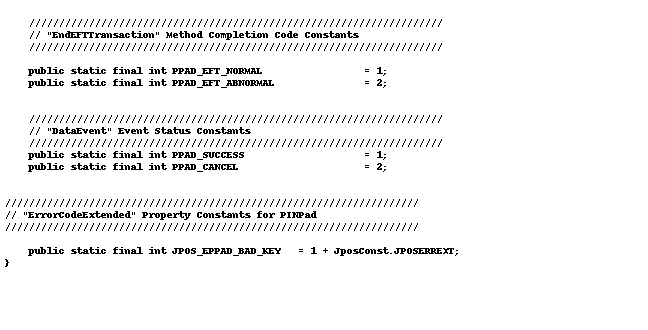 //////////////////////////////////////////////////////////////////////
// "EndEFTTransaction" Method Completion Code Constants
//////////////////////////////////////////////////////////////////////
public static final int PPAD_EFT_NORMAL = 1;
public static final int PPAD_EFT_ABNORMAL = 2;
//////////////////////////////////////////////////////////////////////
// "DataEvent" Event Status Constants
//////////////////////////////////////////////////////////////////////
public static final int PPAD_SUCCESS = 1;
public static final int PPAD_CANCEL = 2;
//////////////////////////////////////////////////////////////////////
// "ErrorCodeExtended" Property Constants for PINPad
//////////////////////////////////////////////////////////////////////
public static final int JPOS_EPPAD_BAD_KEY = 1 + JposConst.JPOSERREXT;
}